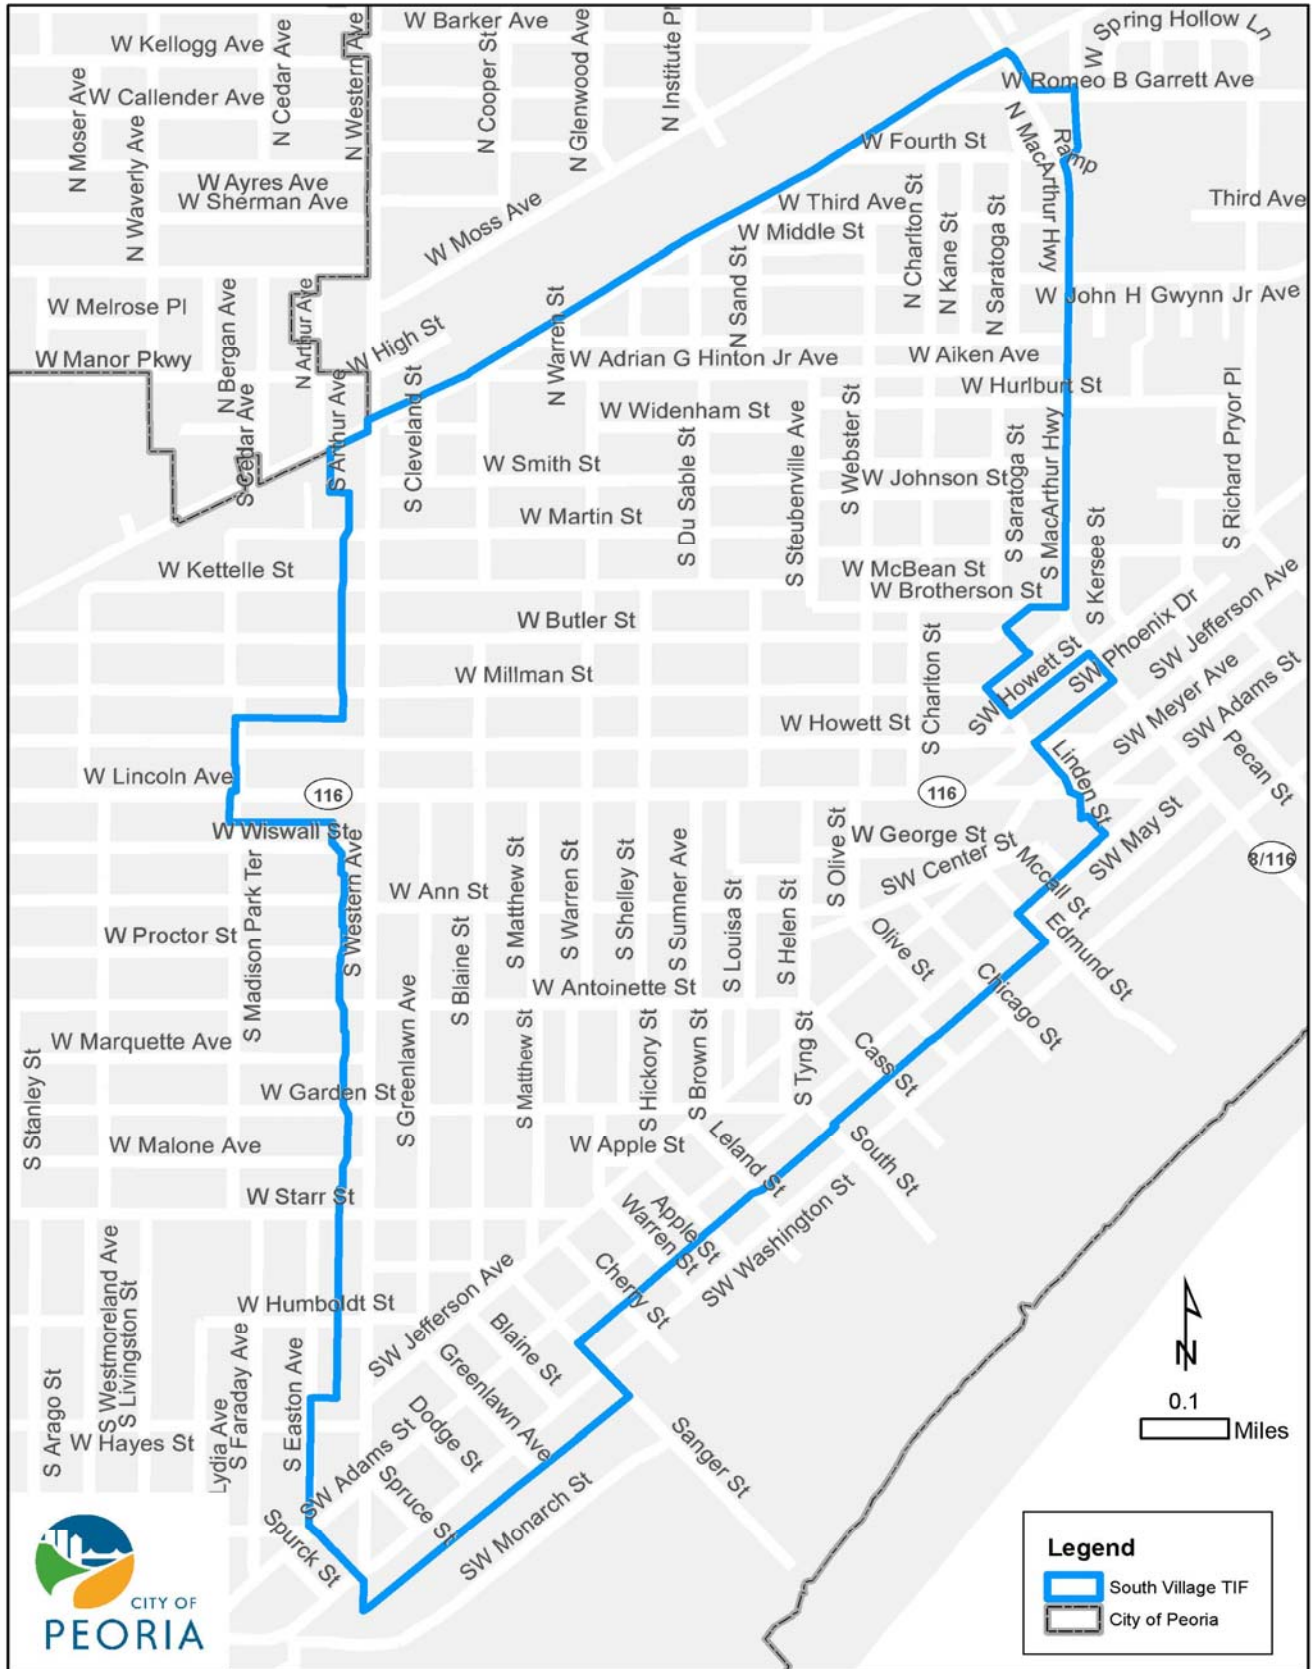 W Barker Ave
W Kellogg Ave
N Cedar Ave
N Western Ave
N Cooper St
N Glenwood Ave
N Institute Pl
W Spring Hollow Ln
W Romeo B Garrett Ave
N Moser Ave
W Callender Ave
N Waverly Ave
W Fourth St
N MacArthur Hwy
Ramp
W Ayres Ave
W Sherman Ave
W Third Ave
Third Ave
W Moss Ave
W Middle St
N Charlton St
N Kane St
N Saratoga St
N Sand St
W Melrose Pl
N Bergan Ave
N Arthur Ave
W John H Gwynn Jr Ave
W High St
N Warren St
W Manor Pkwy
W Adrian G Hinton Jr Ave
W Aiken Ave
W Hurlburt St
S Cedar Ave
S Arthur Ave
S Cleveland St
W Widenham St
S Du Sable St
S Steubenville Ave
S Webster St
S Saratoga St
S MacArthur Hwy
S Richard Pryor Pl
W Smith St
W Johnson St
W Martin St
S Kersee St
W Kettelle St
W McBean St
W Brotherson St
SW Jefferson Ave
W Butler St
S Charlton St
SW Howett St
SW Phoenix Dr
W Millman St
SW Meyer Ave
SW Adams St
W Howett St
Linden St
Pecan St
W Lincoln Ave
116
116
W Wiswall St
W George St
SW Center St
SW May St
8/116
S Madison Park Ter
S Western Ave
W Ann St
S Matthew St
S Warren St
S Shelley St
S Sumner Ave
S Louisa St
S Helen St
S Olive St
Mccall St
Edmund St
W Proctor St
S Blaine St
Olive St
Chicago St
W Antoinette St
S Greenlawn Ave
W Marquette Ave
S Stanley St
S Matthew St
S Hickory St
S Brown St
S Tyng St
Cass St
W Garden St
W Malone Ave
W Apple St
Leland St
South St
W Starr St
Apple St
Warren St
SW Washington St
S Westmoreland Ave
S Livingston St
Cherry St
W Humboldt St
SW Jefferson Ave
Blaine St
Greenlawn Ave
S Arago St
Lydia Ave
S Faraday Ave
S Easton Ave
W Hayes St
SW Adams St
Dodge St
Spruce St
Sanger St
SW Monarch St
Spurck St
N
0.1
Miles
Legend
South Village TIF
City of Peoria
CITY OF
PEORIA